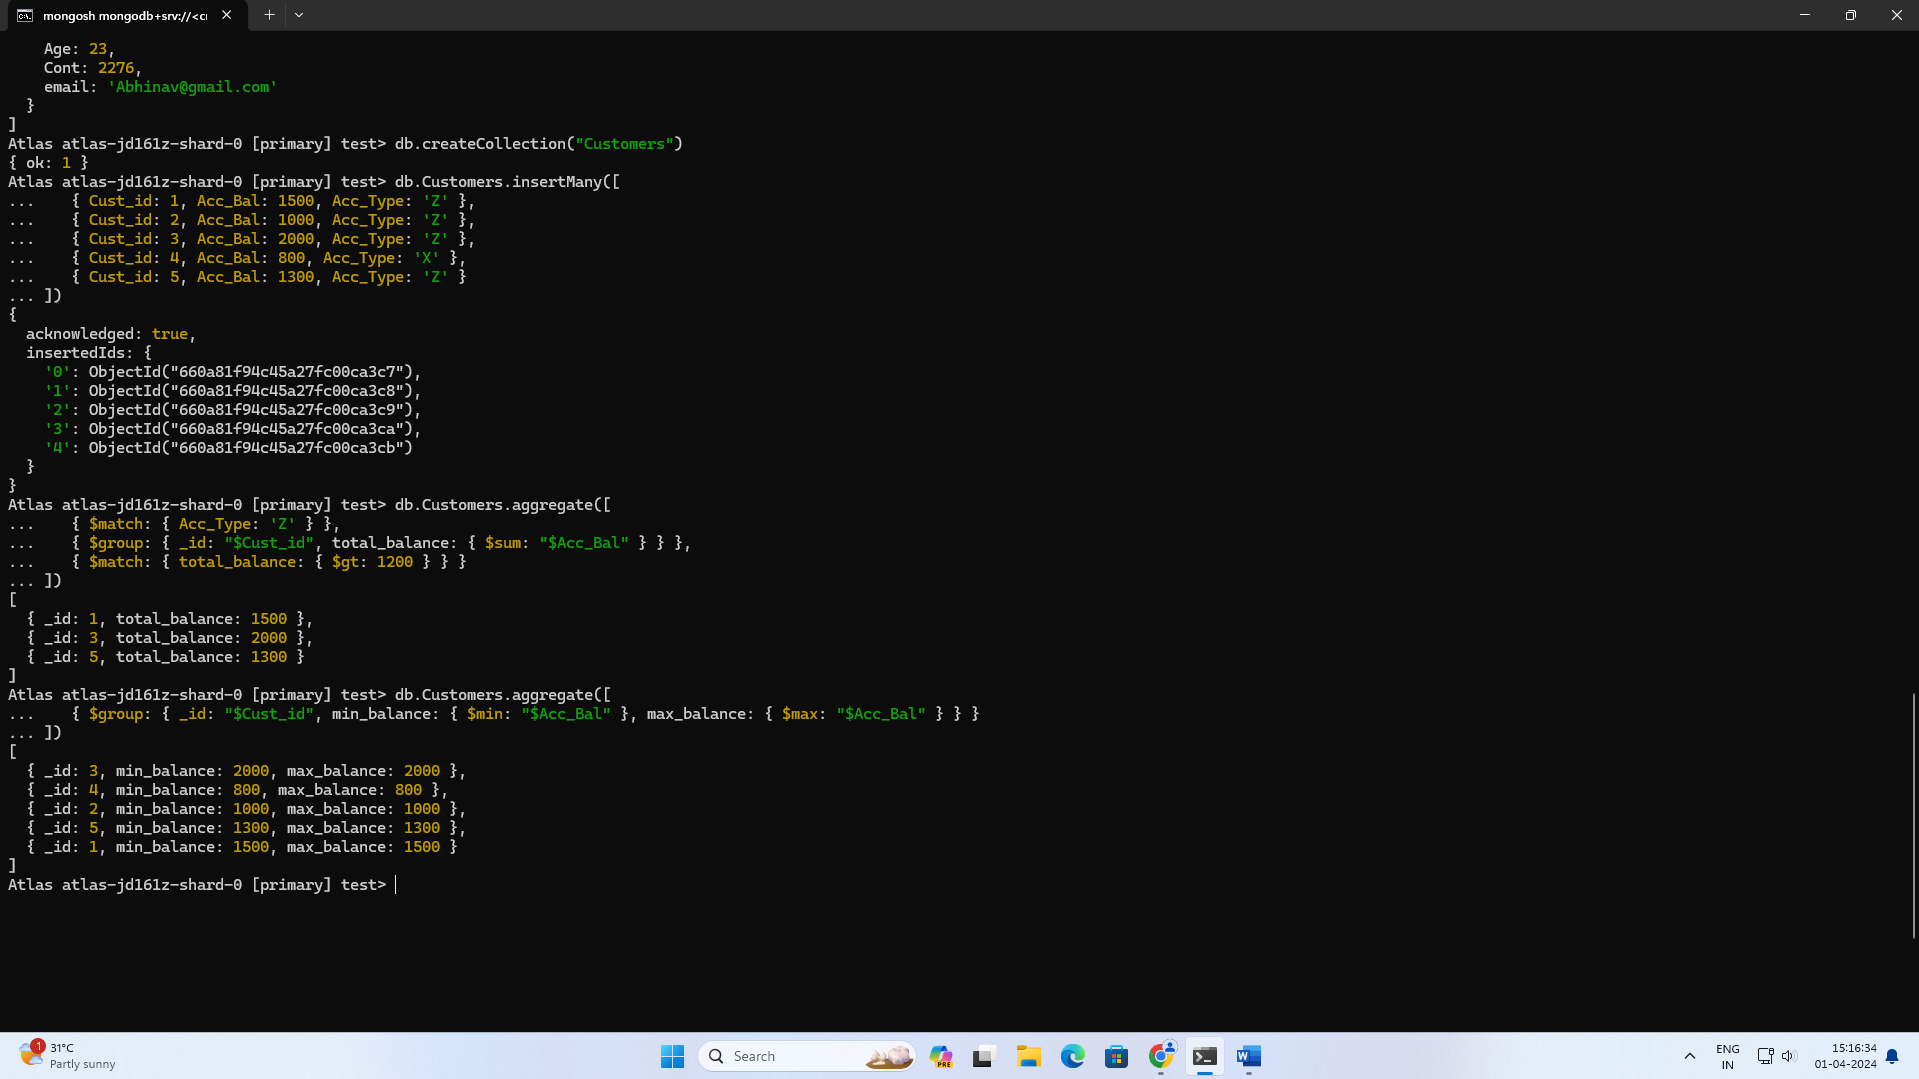 mongosh mongodb+srv://<cr
    Age: 23,
    Cont: 2276,
    email: 'Abhinav@gmail.com'
  }
]
Atlas atlas-jd161z-shard-0 [primary] test> db.createCollection("Customers")
{ ok: 1 }
Atlas atlas-jd161z-shard-0 [primary] test> db.Customers.insertMany([
...    { Cust_id: 1, Acc_Bal: 1500, Acc_Type: 'Z' },
...    { Cust_id: 2, Acc_Bal: 1000, Acc_Type: 'Z' },
...    { Cust_id: 3, Acc_Bal: 2000, Acc_Type: 'Z' },
...    { Cust_id: 4, Acc_Bal: 800, Acc_Type: 'X' },
...    { Cust_id: 5, Acc_Bal: 1300, Acc_Type: 'Z' }
... ])
{
  acknowledged: true,
  insertedIds: {
    '0': ObjectId("660a81f94c45a27fc00ca3c7"),
    '1': ObjectId("660a81f94c45a27fc00ca3c8"),
    '2': ObjectId("660a81f94c45a27fc00ca3c9"),
    '3': ObjectId("660a81f94c45a27fc00ca3ca"),
    '4': ObjectId("660a81f94c45a27fc00ca3cb")
  }
}
Atlas atlas-jd161z-shard-0 [primary] test> db.Customers.aggregate([
...    { $match: { Acc_Type: 'Z' } },
...    { $group: { _id: "$Cust_id", total_balance: { $sum: "$Acc_Bal" } } },
...    { $match: { total_balance: { $gt: 1200 } } }
... ])
[
  { _id: 1, total_balance: 1500 },
  { _id: 3, total_balance: 2000 },
  { _id: 5, total_balance: 1300 }
]
Atlas atlas-jd161z-shard-0 [primary] test> db.Customers.aggregate([
...    { $group: { _id: "$Cust_id", min_balance: { $min: "$Acc_Bal" }, max_balance: { $max: "$Acc_Bal" } } }
... ])
[
  { _id: 3, min_balance: 2000, max_balance: 2000 },
  { _id: 4, min_balance: 800, max_balance: 800 },
  { _id: 2, min_balance: 1000, max_balance: 1000 },
  { _id: 5, min_balance: 1300, max_balance: 1300 },
  { _id: 1, min_balance: 1500, max_balance: 1500 }
]
Atlas atlas-jd161z-shard-0 [primary] test>
1
31°C
Partly sunny
Search
PRE
ENG
IN
15:16:34
01-04-2024